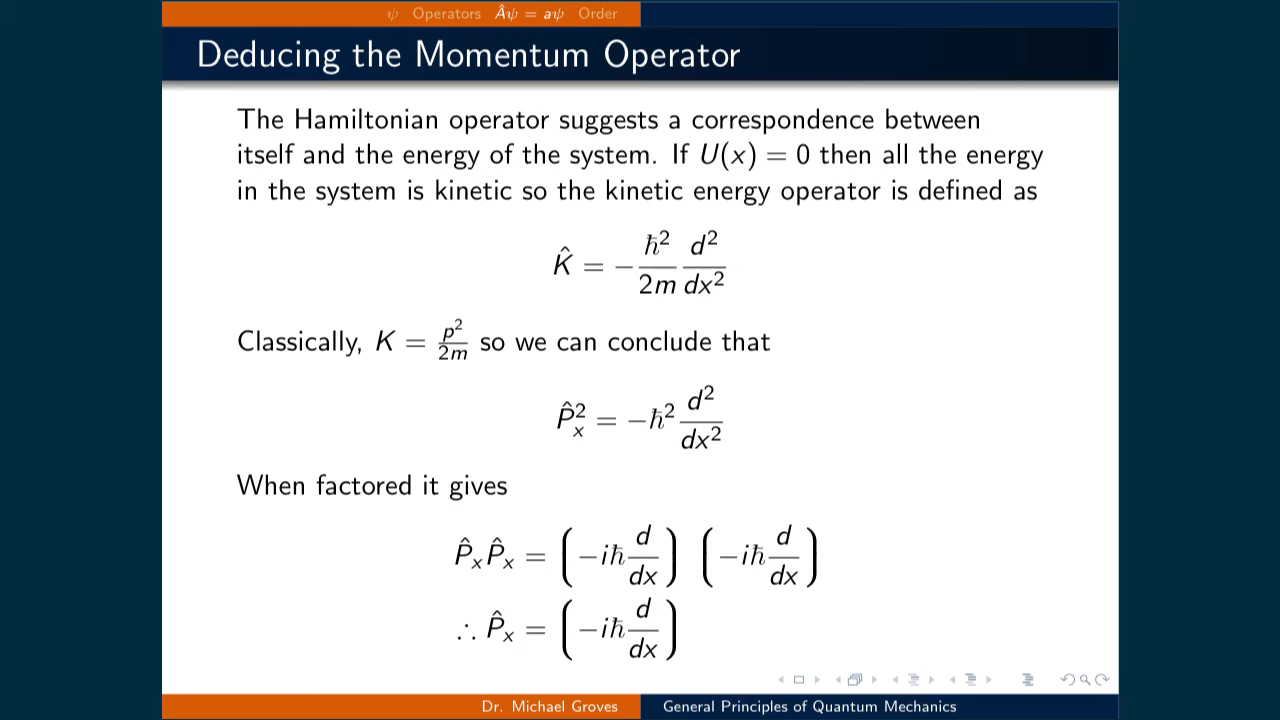 ψ Operators Âψ = aψ Order
Deducing the Momentum Operator
The Hamiltonian operator suggests a correspondence between
itself and the energy of the system. If U(x) = 0 then all the energy
in the system is kinetic so the kinetic energy operator is defined as
K̂ = −ħ²/2m d²/dx²
Classically, K = p²/2m so we can conclude that
P̂ₓ² = −ħ² d²/dx²
When factored it gives
P̂ₓP̂ₓ = (−iħ d/dx) (−iħ d/dx)
∴ P̂ₓ = (−iħ d/dx)
Dr. Michael Groves General Principles of Quantum Mechanics